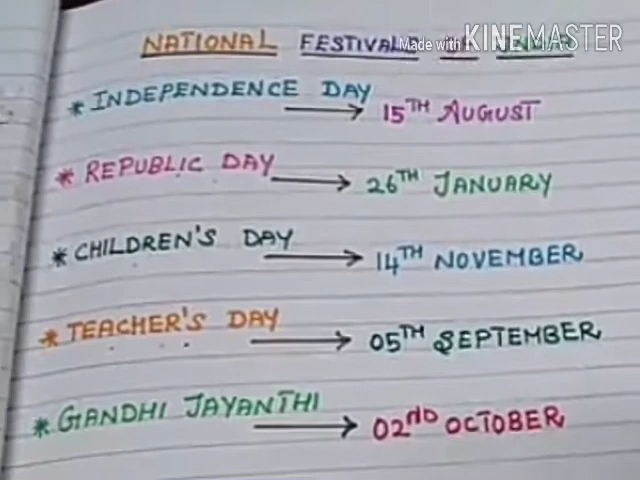 NATIONAL FESTIVALS
Made with KINEMASTER
* INDEPENDENCE DAY → 15TH AUGUST
* REPUBLIC DAY → 26TH JANUARY
* CHILDREN'S DAY → 14TH NOVEMBER
* TEACHER'S DAY → 05TH SEPTEMBER
* GANDHI JAYANTHI → 02ND OCTOBER